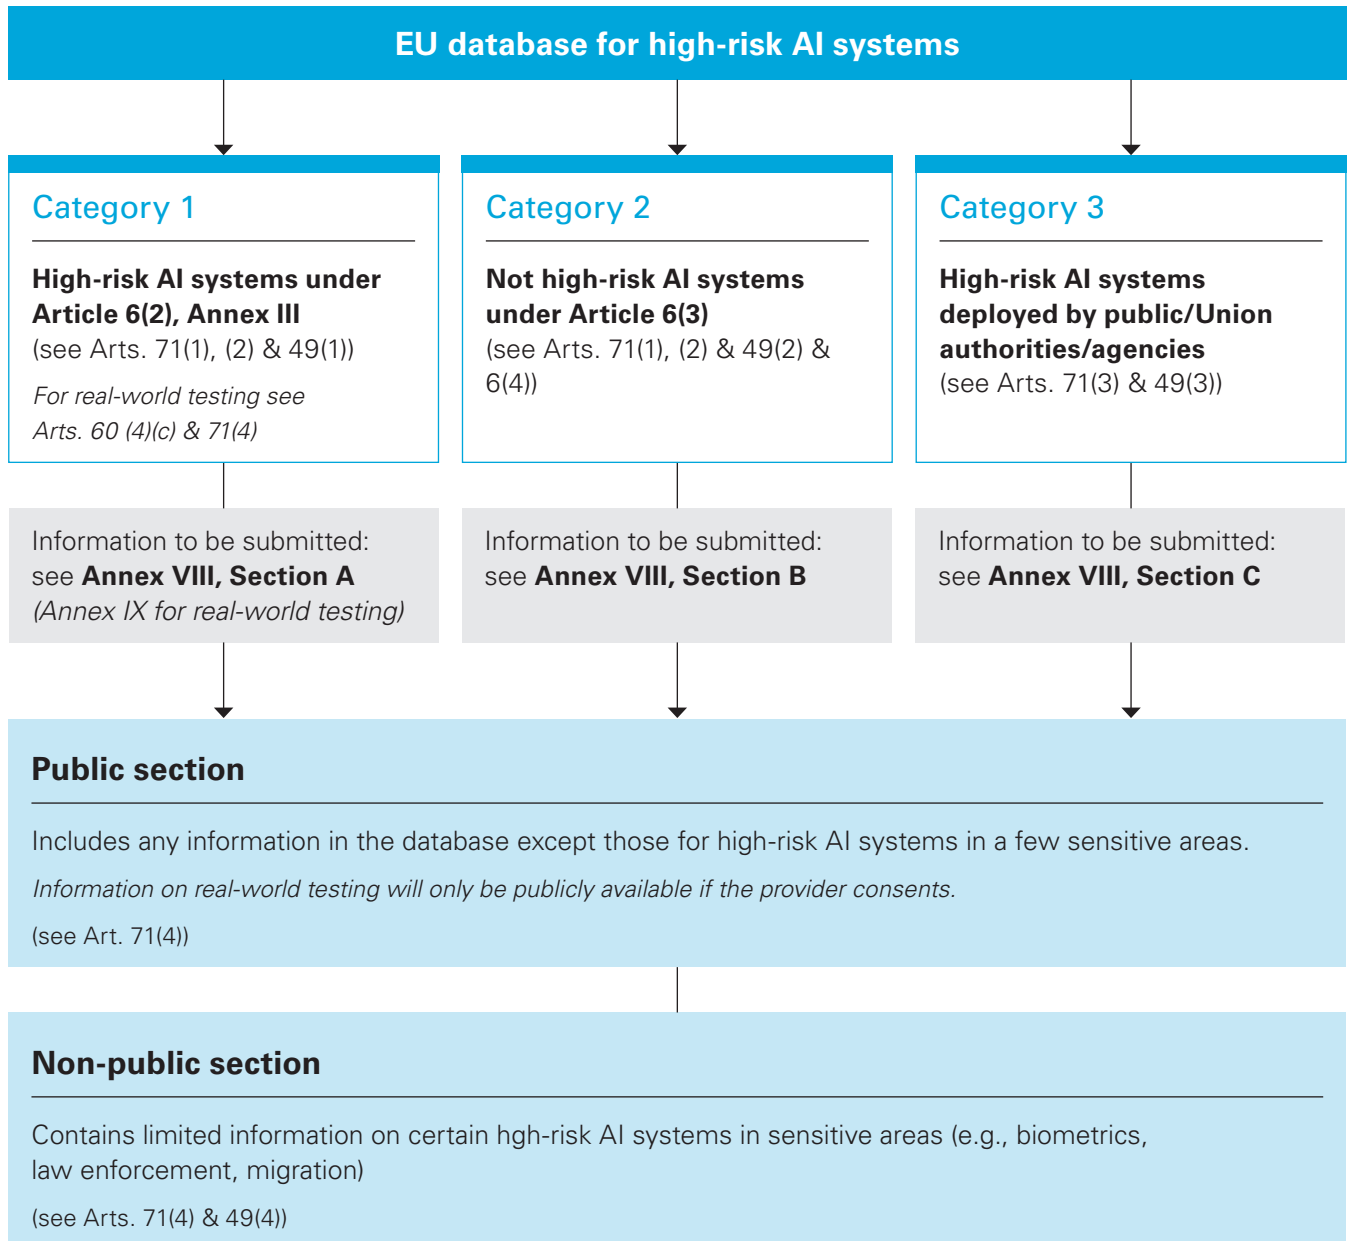 EU database for high-risk AI systems
Category 1
High-risk AI systems under
Article 6(2), Annex III
(see Arts. 71(1), (2) & 49(1))
For real-world testing see
Arts. 60 (4)(c) & 71(4)
Category 2
Not high-risk AI systems
under Article 6(3)
(see Arts. 71(1), (2) & 49(2) &
6(4))
Category 3
High-risk AI systems
deployed by public/Union
authorities/agencies
(see Arts. 71(3) & 49(3))
Information to be submitted:
see Annex VIII, Section A
(Annex IX for real-world testing)
Information to be submitted:
see Annex VIII, Section B
Information to be submitted:
see Annex VIII, Section C
Public section
Includes any information in the database except those for high-risk AI systems in a few sensitive areas.
Information on real-world testing will only be publicly available if the provider consents.
(see Art. 71(4))
Non-public section
Contains limited information on certain hgh-risk AI systems in sensitive areas (e.g., biometrics,
law enforcement, migration)
(see Arts. 71(4) & 49(4))